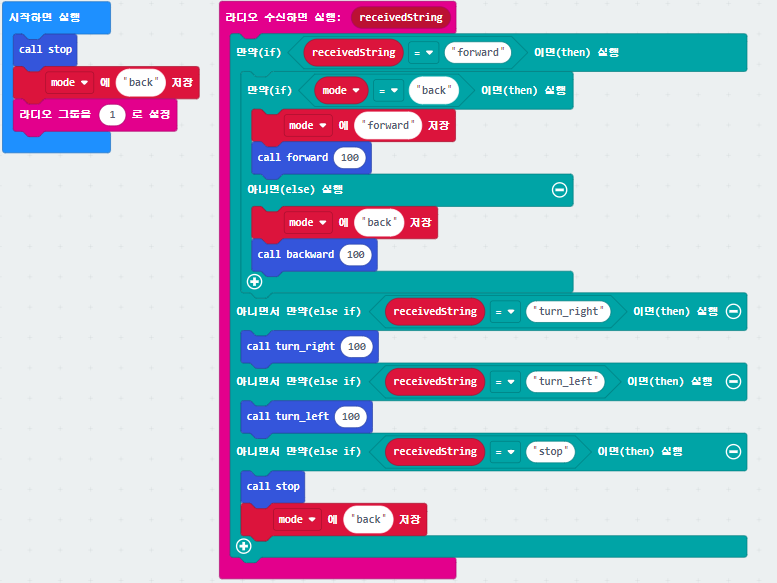 시작하면 실행
call stop
mode 에 "back" 저장
라디오 그룹을 1 로 설정
라디오 수신하면 실행: receivedString
만약(if) receivedString = "forward" 이면(then) 실행
만약(if) mode = "back" 이면(then) 실행
mode 에 "forward" 저장
call forward 100
아니면(else) 실행
mode 에 "back" 저장
call backward 100
아니면서 만약(else if) receivedString = "turn_right" 이면(then) 실행
call turn_right 100
아니면서 만약(else if) receivedString = "turn_left" 이면(then) 실행
call turn_left 100
아니면서 만약(else if) receivedString = "stop" 이면(then) 실행
call stop
mode 에 "back" 저장